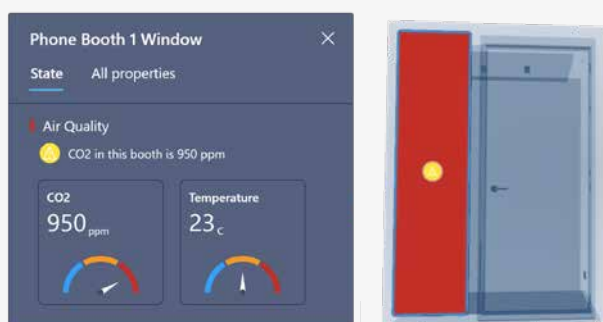 Phone Booth 1 Window
State All properties
Air Quality
CO2 in this booth is 950 ppm
CO2
950 ppm
Temperature
23 C